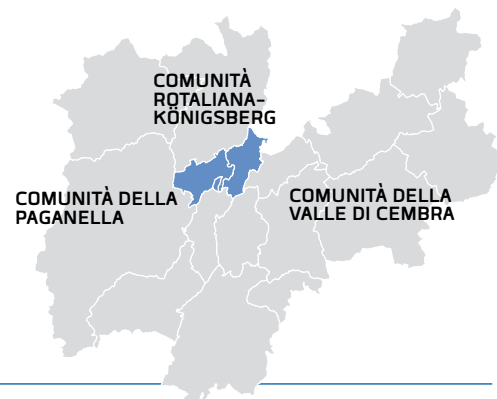 COMUNITÀ
ROTALIANA-
KÖNIGSBERG
COMUNITÀ DELLA
PAGANELLA
COMUNITÀ DELLA
VALLE DI CEMBRA